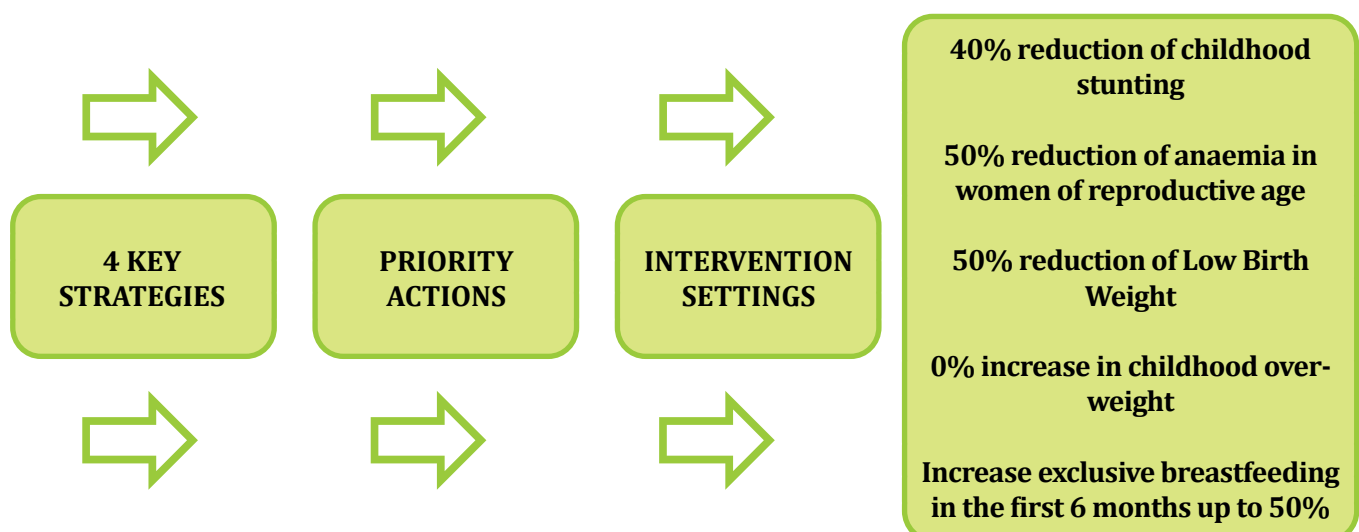 4 KEY
STRATEGIES
PRIORITY
ACTIONS
INTERVENTION
SETTINGS
40% reduction of childhood
stunting
50% reduction of anaemia in
women of reproductive age
50% reduction of Low Birth
Weight
0% increase in childhood over-
weight
Increase exclusive breastfeeding
in the first 6 months up to 50%